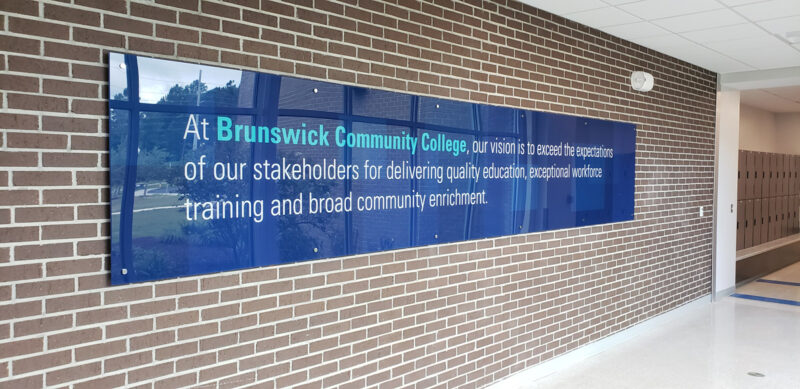 At Brunswick Community College, our vision is to exceed the expectations
of our stakeholders for delivering quality education, exceptional workforce
training and broad community enrichment.